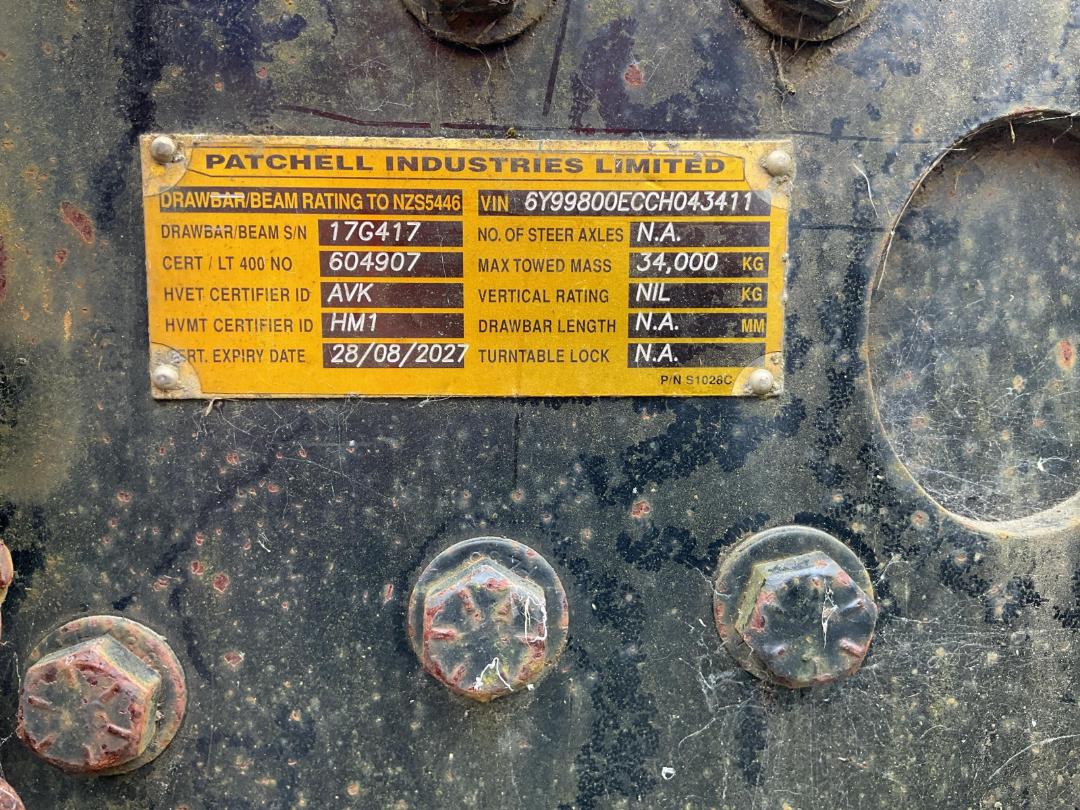 PATCHELL INDUSTRIES LIMITED
DRAWBAR/BEAM RATING TO NZS5446 VIN 6Y99800ECCH043411
DRAWBAR/BEAM S/N 17G417 NO. OF STEER AXLES N.A.
CERT / LT 400 NO 604907 MAX TOWED MASS 34,000 KG
HVET CERTIFIER ID AVK VERTICAL RATING NIL KG
HVMT CERTIFIER ID HM1 DRAWBAR LENGTH N.A. MM
EXPIRY DATE 28/08/2027 TURNTABLE LOCK N.A.
P/N S1028C